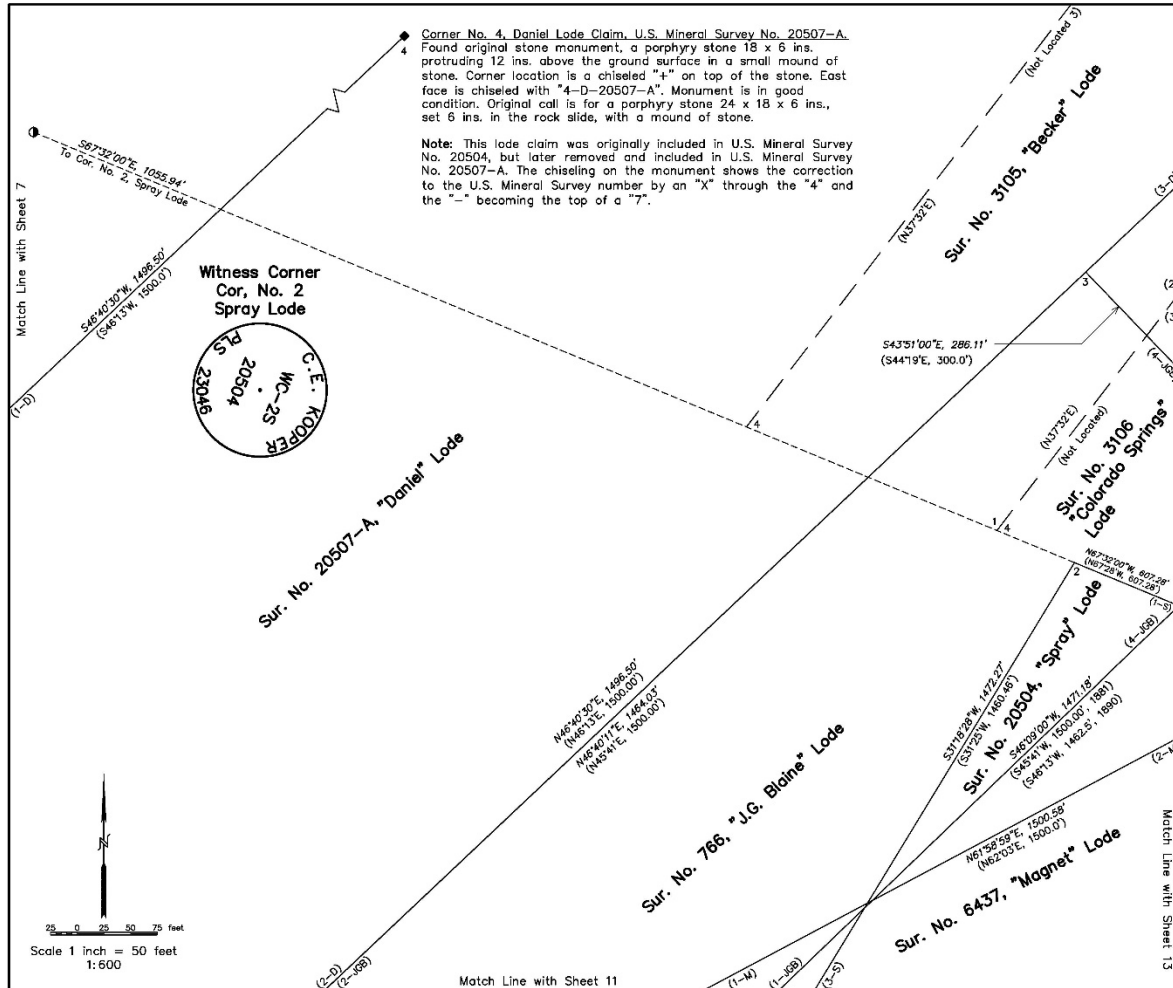 Corner No. 4, Daniel Lode Claim, U.S. Mineral Survey No. 20507-A.
Found original stone monument, a porphyry stone 18 x 6 ins.
protruding 12 ins. above the ground surface in a small mound of
stone. Corner location is a chiseled "+" on top of the stone. East
face is chiseled with "4-D-20507-A". Monument is in good
condition. Original call is for a porphyry stone 24 x 18 x 6 ins.,
set 6 ins. in the rock slide, with a mound of stone.
Note: This lode claim was originally included in U.S. Mineral Survey
No. 20504, but later removed and included in U.S. Mineral Survey
No. 20507-A. The chiseling on the monument shows the correction
to the U.S. Mineral Survey number by an "X" through the "4" and
the "-" becoming the top of a "7".
4
S67°32'00"E, 1055.94'
To Cor. No. 2, Spray Lode
Match Line with Sheet 7
S46°40'30"W, 1496.50'
(S46°13'W, 1500.0')
(1-D)
Witness Corner
Cor, No. 2
Spray Lode
C.E. KOOPER
WC-2S
20504
PLS 23046
(Not Located 3)
(N37°32'E)
Sur. No. 3105, "Becker" Lode
(3-D)
3
S43°51'00"E, 286.11'
(S44°19'E, 300.0')
(2
(3
(4-JGB)
4
(N37°32'E)
(Not Located)
Sur. No. 3106
"Colorado Springs"
Lode
1
4
N67°32'00"W, 607.28'
(N67°28'W, 607.28')
2
(1-S)
(4-JGB)
Sur. No. 20507-A, "Daniel" Lode
N46°40'30"E, 1496.50'
(N46°13'E, 1500.00')
N46°40'11"E, 1464.03'
(N45°41'E, 1500.00')
S31°18'28"W, 1472.27'
(S31°25'W, 1460.46')
Sur. No. 20504, "Spray" Lode
S46°09'00"W, 1471.18'
(S45°41'W, 1500.00', 1881)
(S46°13'W, 1462.5', 1890)
(2-M)
Sur. No. 766, "J.G. Blaine" Lode
N61°58'59"E, 1500.58'
(N62°03'E, 1500.0')
Sur. No. 6437, "Magnet" Lode
Match Line with Sheet 13
N
25 0 25 50 75 feet
Scale 1 inch = 50 feet
1:600
(2-D)
(2-JGB)
Match Line with Sheet 11
(1-M)
(1-JGB)
(3-S)